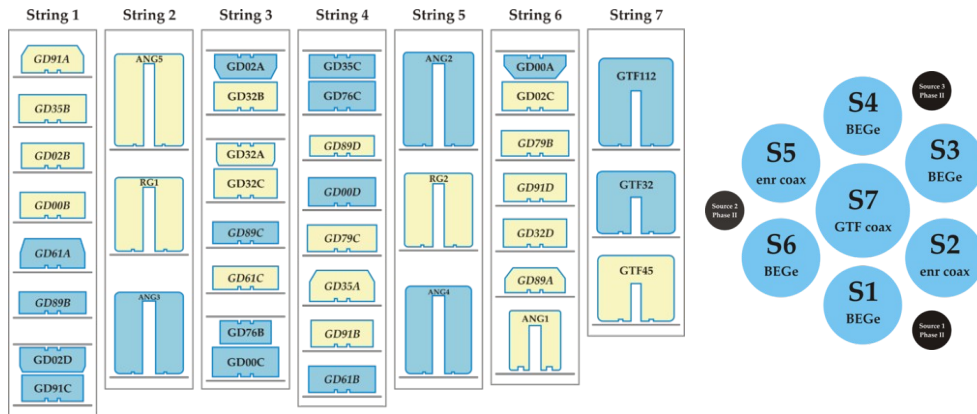 String 1
String 2
String 3
String 4
String 5
String 6
String 7
GD91A
GD35B
GD02B
GD00B
GD61A
GD89B
GD02D
GD91C
ANG5
RG1
ANG3
GD02A
GD32B
GD32A
GD32C
GD89C
GD61C
GD76B
GD00C
GD35C
GD76C
GD89D
GD00D
GD79C
GD35A
GD91B
GD61B
ANG2
RG2
ANG4
GD00A
GD02C
GD79B
GD91D
GD32D
GD89A
ANG1
GTF112
GTF32
GTF45
Source 3
Phase II
S4
BEGe
S5
enr coax
S3
BEGe
S7
GTF coax
Source 2
Phase II
S6
BEGe
S2
enr coax
S1
BEGe
Source 1
Phase II